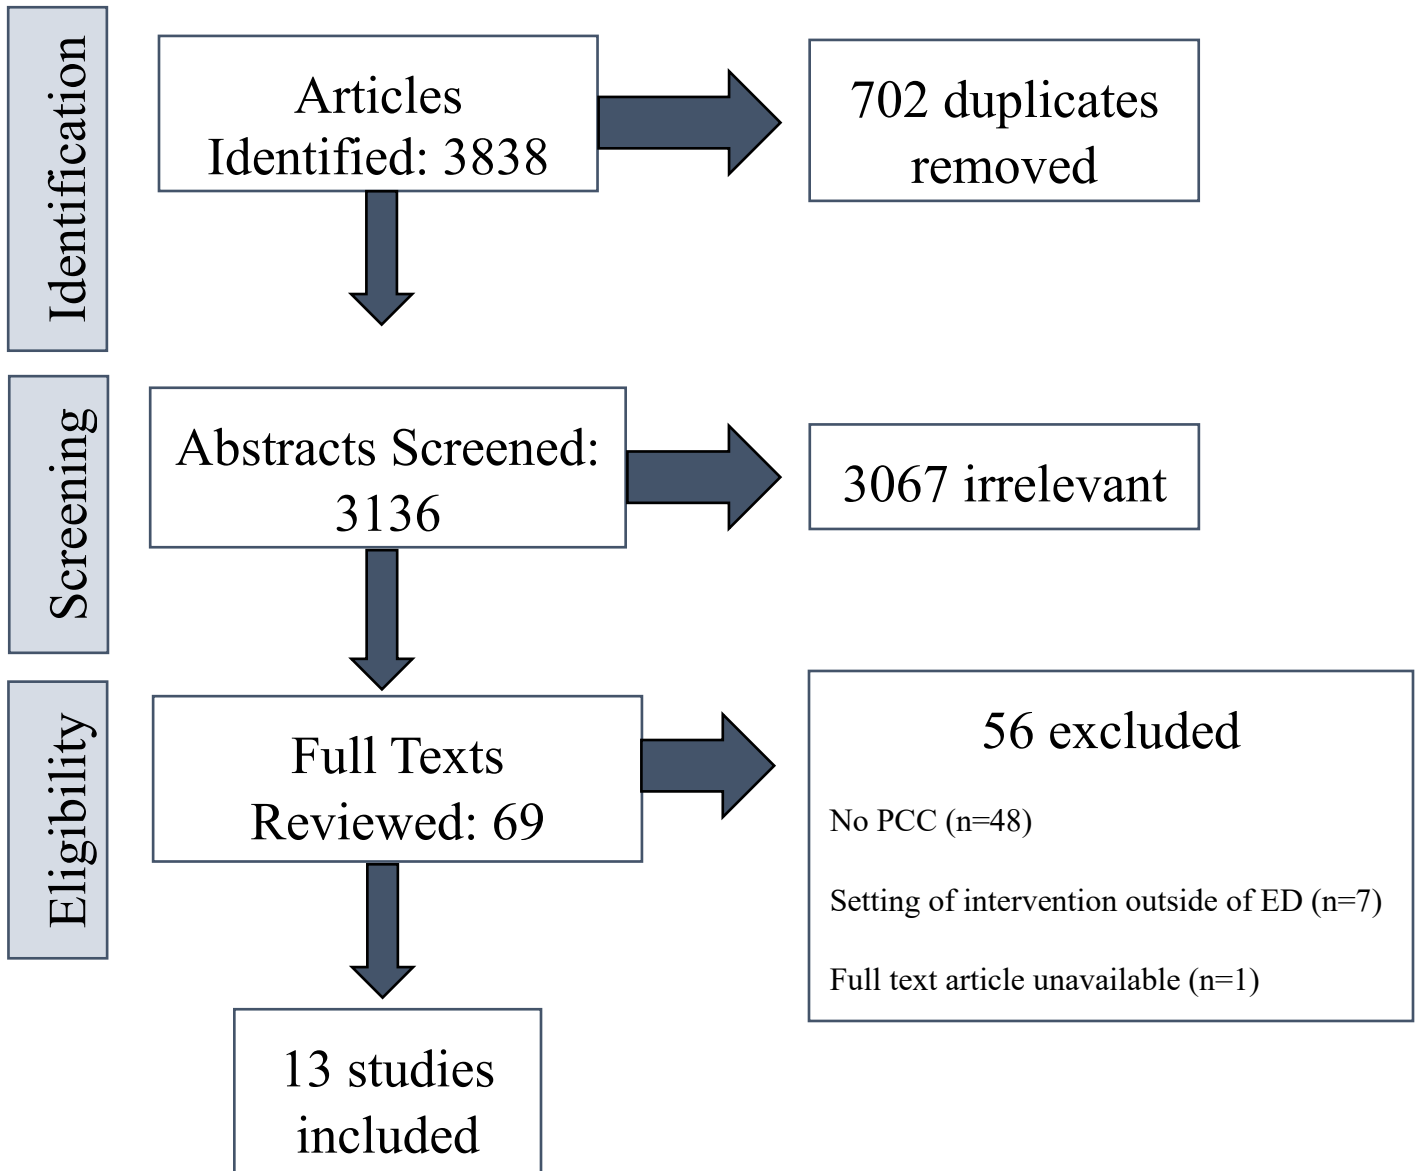 Identification
Articles
Identified: 3838
702 duplicates
removed
Screening
Abstracts Screened:
3136
3067 irrelevant
Eligibility
Full Texts
Reviewed: 69
56 excluded
No PCC (n=48)
Setting of intervention outside of ED (n=7)
Full text article unavailable (n=1)
13 studies
included